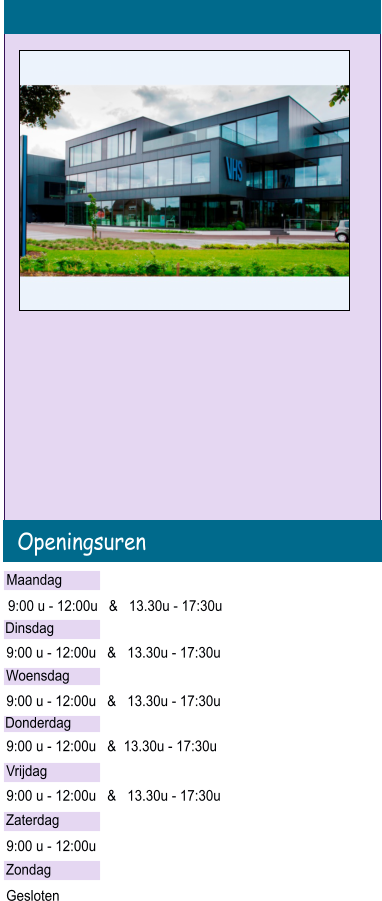 VHS
Openingsuren
Maandag
9:00 u - 12:00u & 13.30u - 17:30u
Dinsdag
9:00 u - 12:00u & 13.30u - 17:30u
Woensdag
9:00 u - 12:00u & 13.30u - 17:30u
Donderdag
9:00 u - 12:00u & 13.30u - 17:30u
Vrijdag
9:00 u - 12:00u & 13.30u - 17:30u
Zaterdag
9:00 u - 12:00u
Zondag
Gesloten